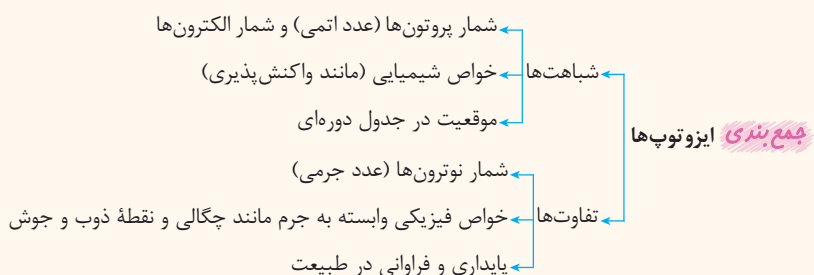 شمار پروتون‌ها (عدد اتمی) و شمار الکترون‌ها
شباهت‌ها
خواص شیمیایی (مانند واکنش‌پذیری)
موقعیت در جدول دوره‌ای
جمع بندی ایزوتوپ‌ها
شمار نوترون‌ها (عدد جرمی)
تفاوت‌ها
خواص فیزیکی وابسته به جرم مانند چگالی و نقطهٔ ذوب و جوش
پایداری و فراوانی در طبیعت